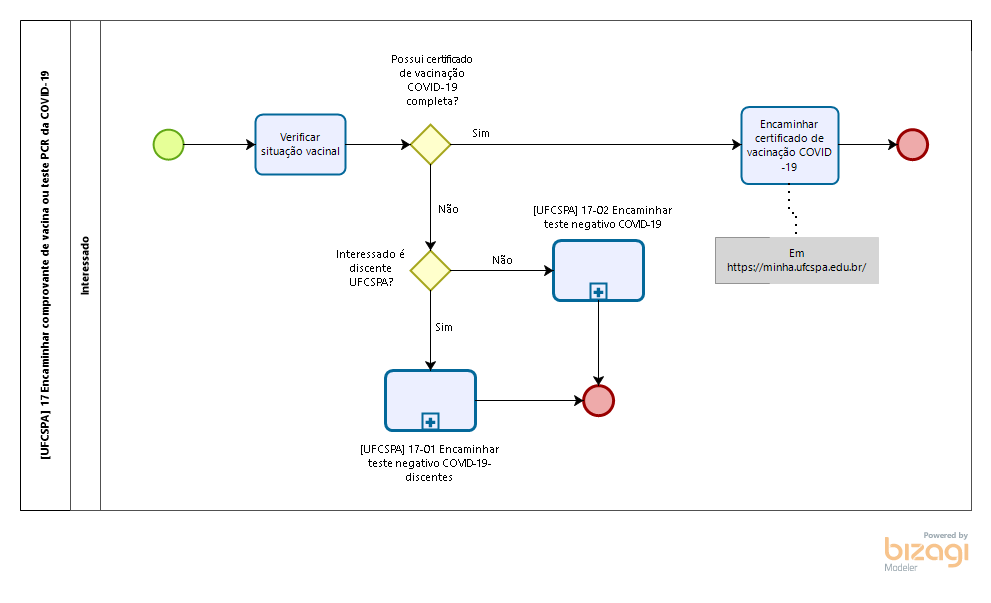 [UFCSPA] 17 Encaminhar comprovante de vacina ou teste PCR da COVID-19
Interessado
Possui certificado
de vacinação
COVID-19
completa?
Verificar
situação vacinal
Sim
Encaminhar
certificado de
vacinação COVID
-19
Não
[UFCSPA] 17-02 Encaminhar
teste negativo COVID-19
Interessado é
discente
UFCSPA?
Não
Em
https://minha.ufcspa.edu.br/
Sim
[UFCSPA] 17-01 Encaminhar
teste negativo COVID-19-
discentes
Powered by
bizagi
Modeler